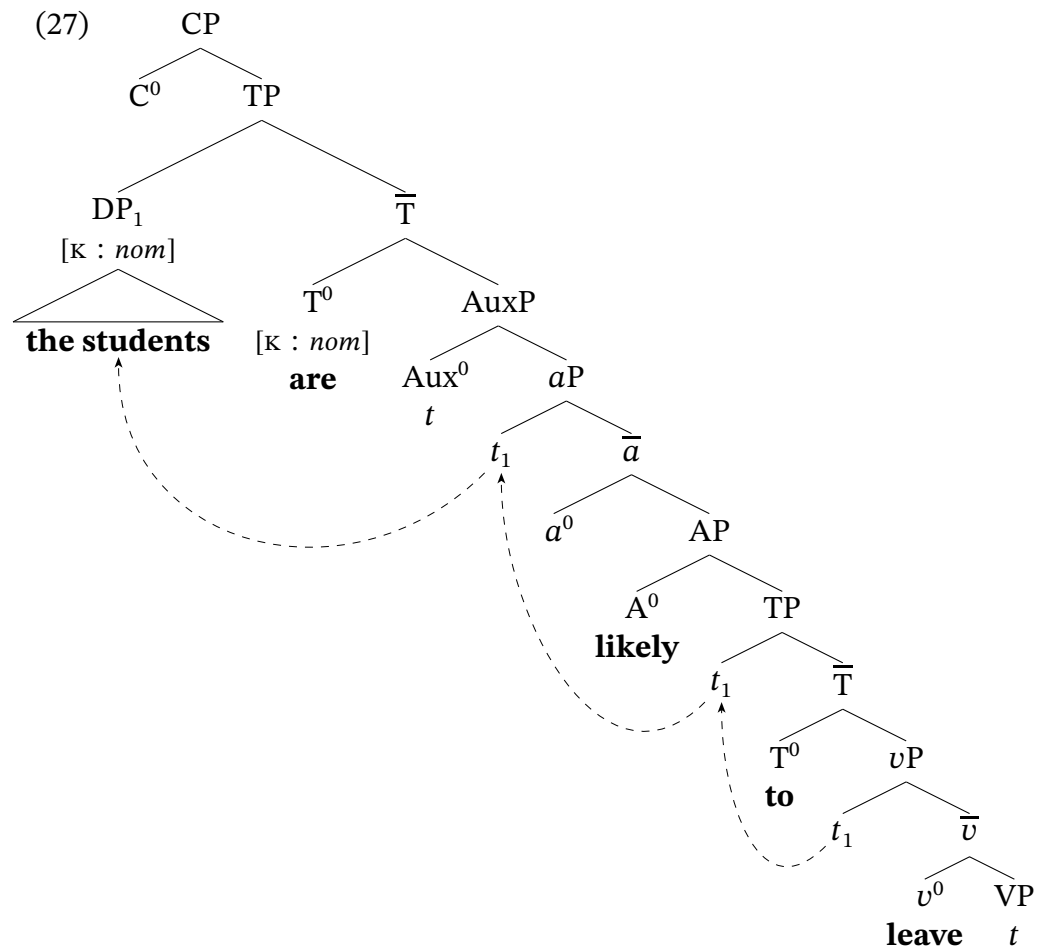 (27) CP
C⁰ TP
DP₁ T̅
[K : nom]
T⁰ AuxP
the students [K : nom]
are Aux⁰ aP
t
t₁ a̅
a⁰ AP
A⁰ TP
likely
t₁ T̅
T⁰ vP
to
t₁ v̅
v⁰ VP
leave t